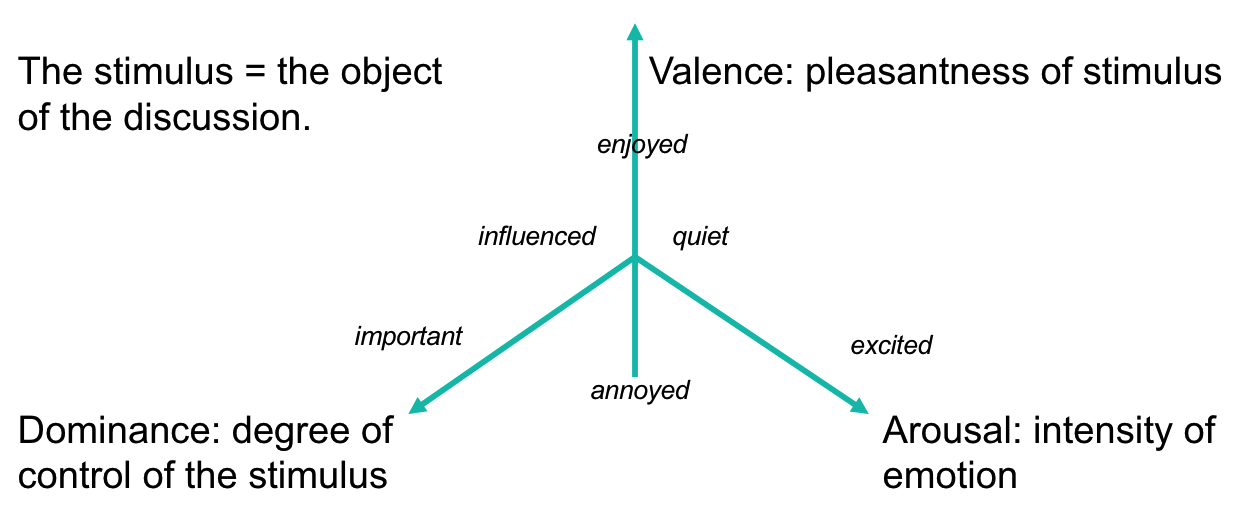 The stimulus = the object
of the discussion.
Valence: pleasantness of stimulus
enjoyed
influenced
quiet
important
excited
annoyed
Dominance: degree of
control of the stimulus
Arousal: intensity of
emotion